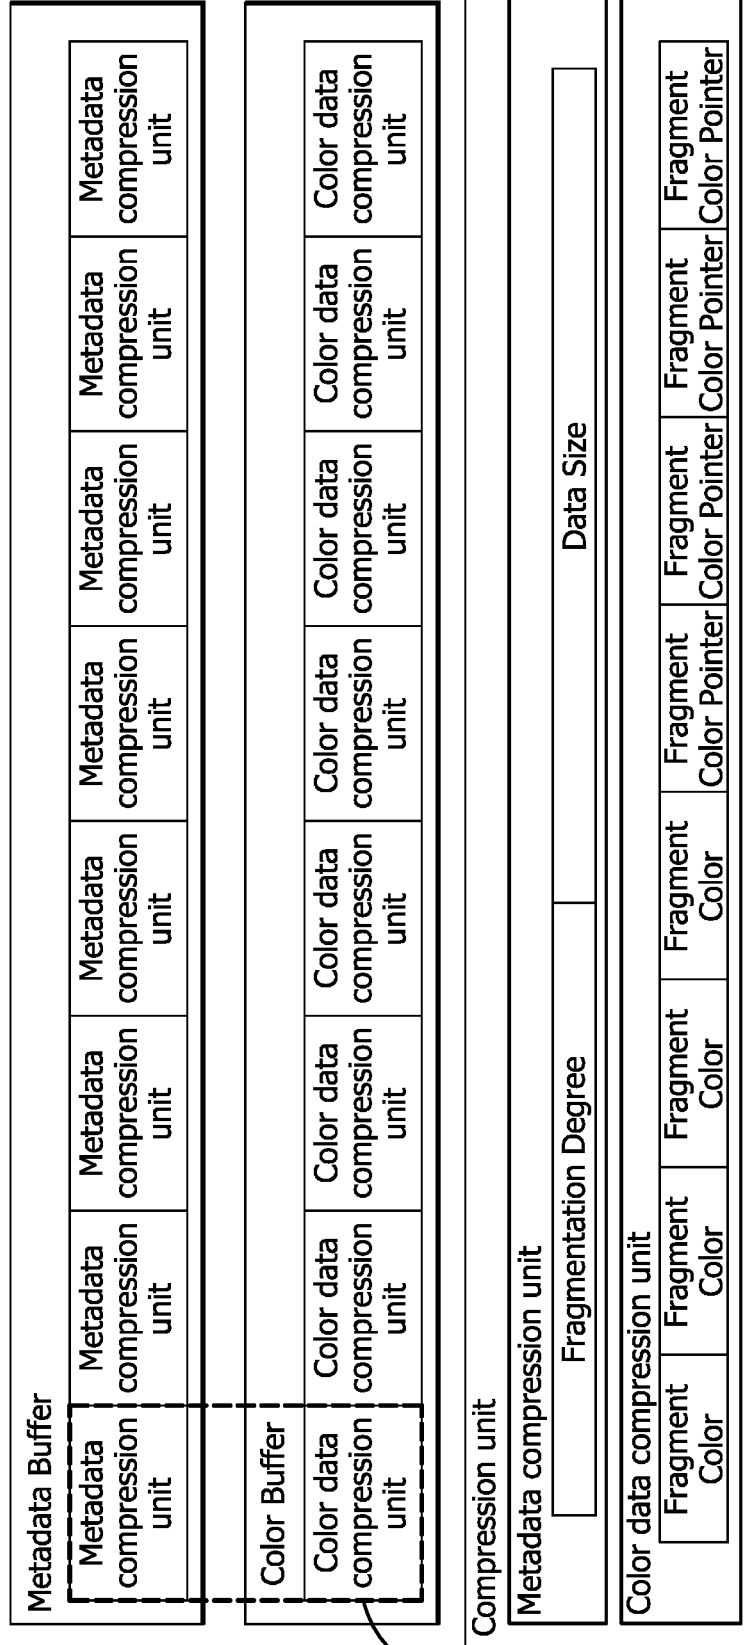 Metadata Buffer
Metadata
compression
unit
Metadata
compression
unit
Metadata
compression
unit
Metadata
compression
unit
Metadata
compression
unit
Metadata
compression
unit
Metadata
compression
unit
Metadata
compression
unit
Color Buffer
Color data
compression
unit
Color data
compression
unit
Color data
compression
unit
Color data
compression
unit
Color data
compression
unit
Color data
compression
unit
Color data
compression
unit
Color data
compression
unit
Compression unit
Metadata compression unit
Fragmentation Degree
Data Size
Color data compression unit
Fragment
Color
Fragment
Color
Fragment
Color
Fragment
Color
Fragment
Color Pointer
Fragment
Color Pointer
Fragment
Color Pointer
Fragment
Color Pointer